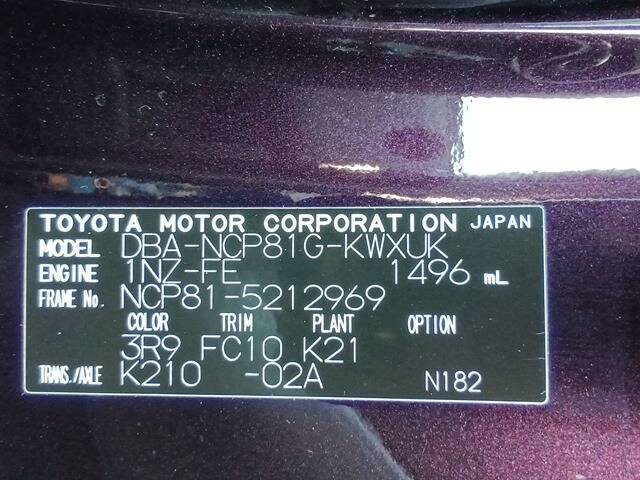 TOYOTA MOTOR CORPORATION JAPAN
MODEL DBA-NCP81G-KWXUK
ENGINE 1NZ-FE 1496 mL
FRAME No. NCP81-5212969
COLOR TRIM PLANT OPTION
3R9 FC10 K21
TRANS./AXLE K210 -02A N182